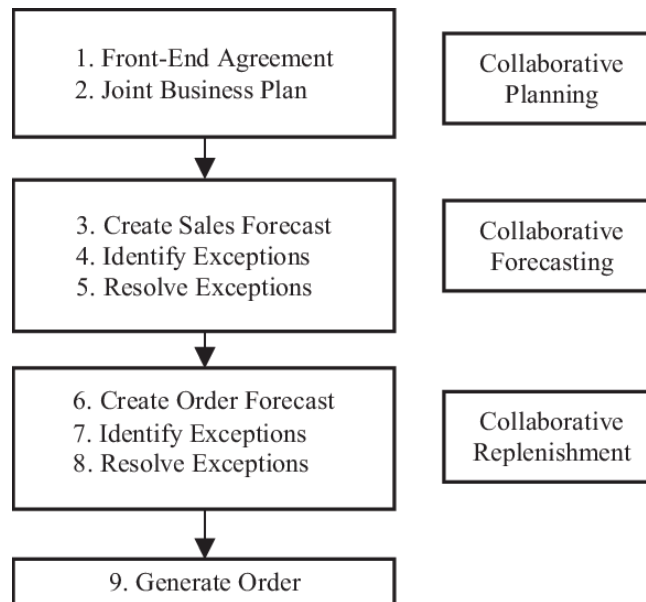 1. Front-End Agreement
2. Joint Business Plan
Collaborative
Planning
3. Create Sales Forecast
4. Identify Exceptions
5. Resolve Exceptions
Collaborative
Forecasting
6. Create Order Forecast
7. Identify Exceptions
8. Resolve Exceptions
Collaborative
Replenishment
9. Generate Order